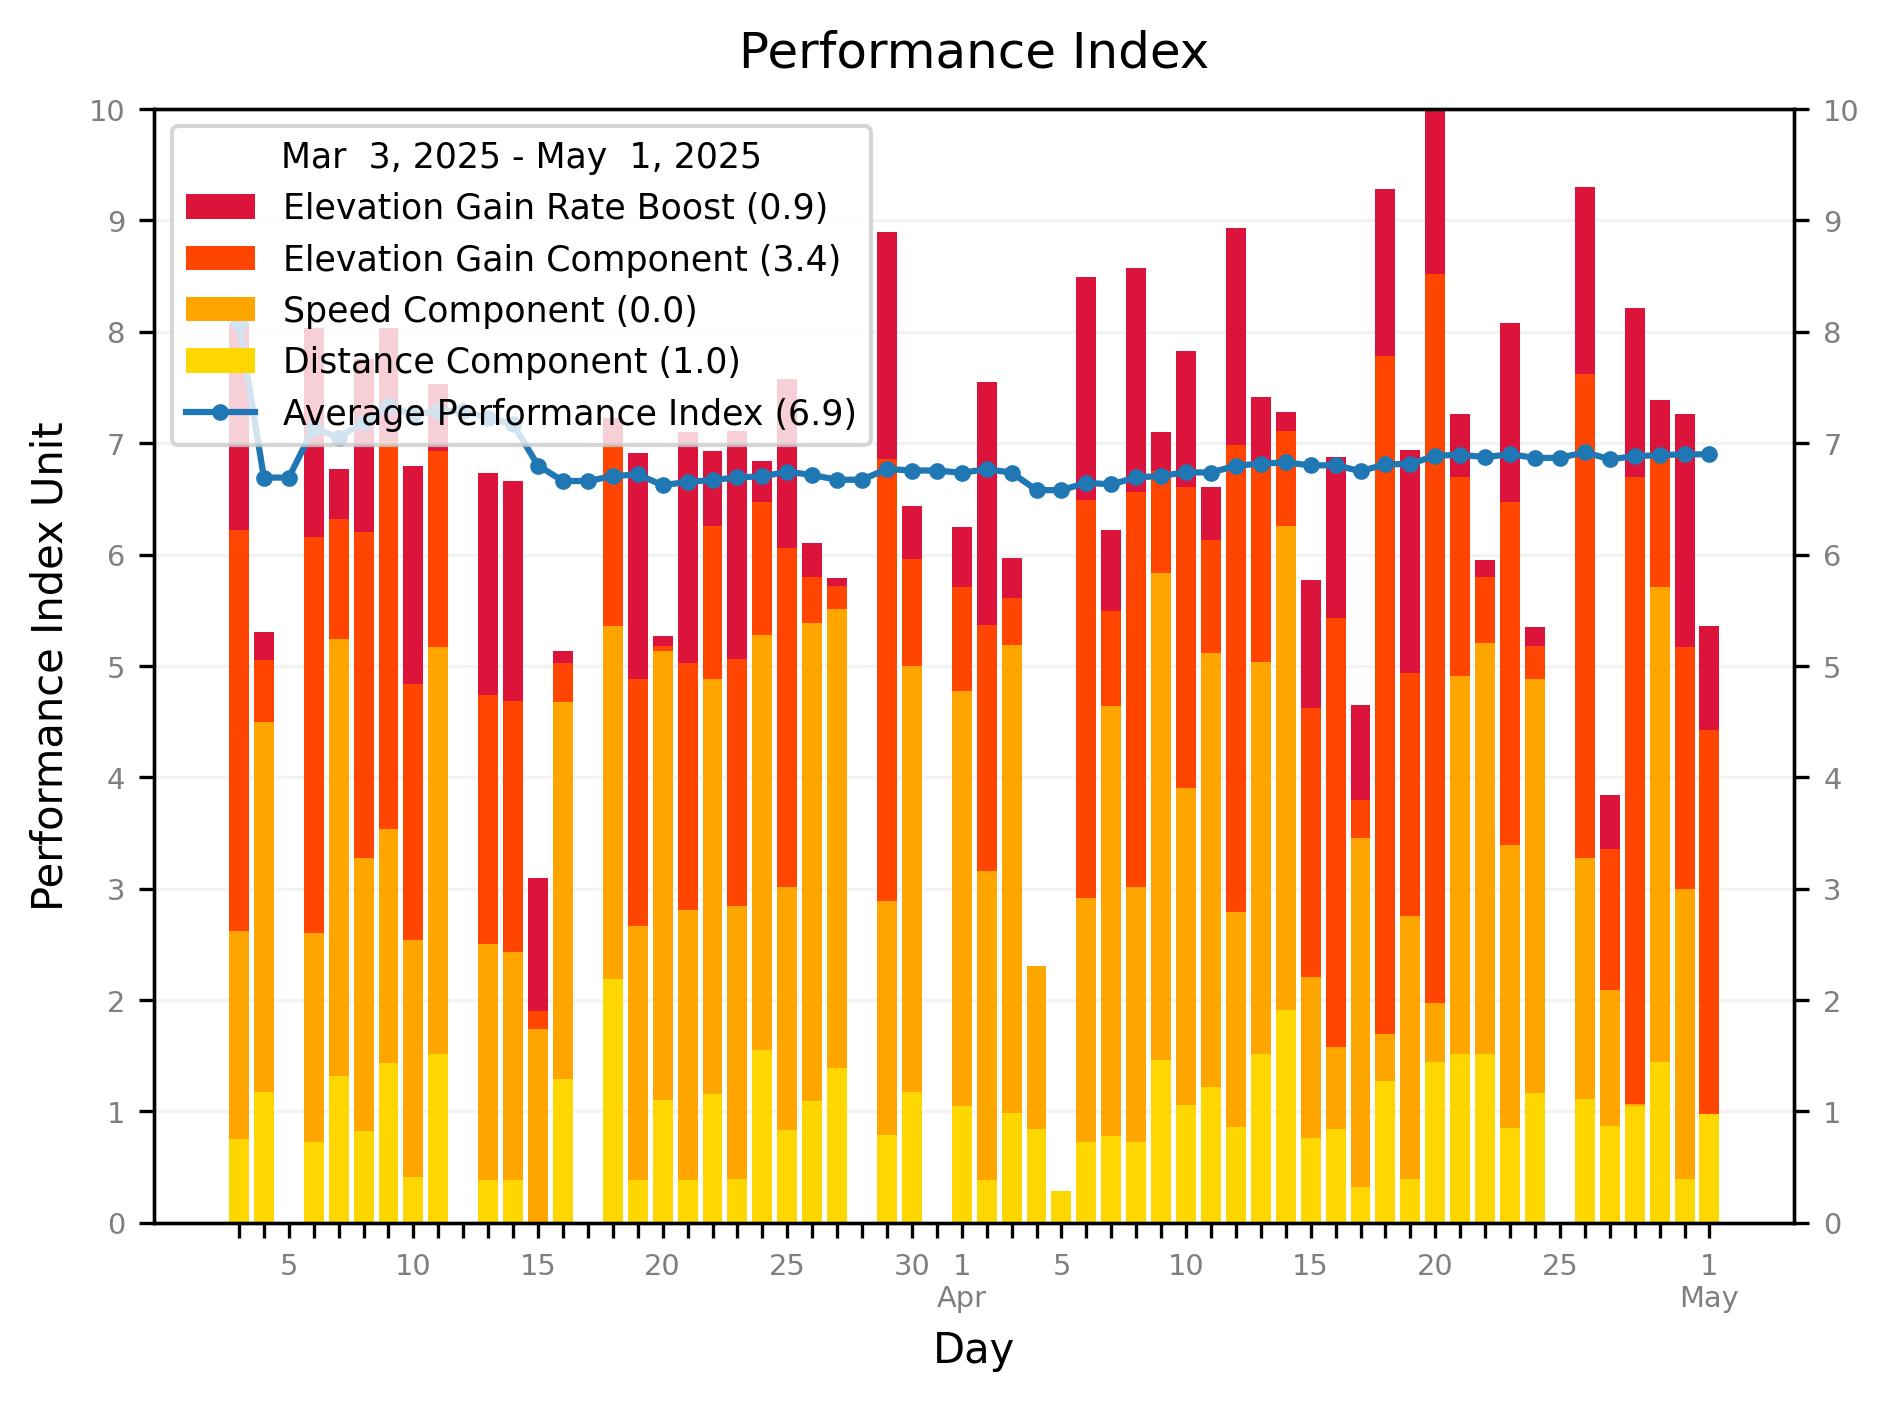 Performance Index
Mar  3, 2025 - May  1, 2025
Elevation Gain Rate Boost (0.9)
Elevation Gain Component (3.4)
Speed Component (0.0)
Distance Component (1.0)
Average Performance Index (6.9)
Performance Index Unit
10
9
8
7
6
5
4
3
2
1
0
10
9
8
7
6
5
4
3
2
1
0
5 10 15 20 25 30 1 5 10 15 20 25 1
Apr May
Day